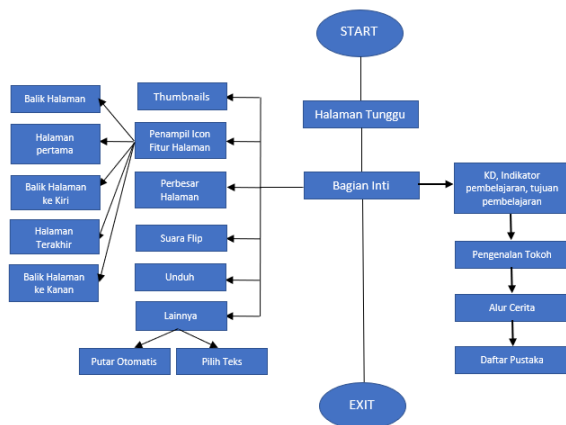 START
Halaman Tunggu
Bagian Inti
EXIT
Thumbnails
Penampil Icon
Fitur Halaman
Perbesar
Halaman
Suara Flip
Unduh
Lainnya
Putar Otomatis
Pilih Teks
Balik Halaman
Halaman
pertama
Balik Halaman
ke Kiri
Halaman
Terakhir
Balik Halaman
ke Kanan
KD, Indikator
pembelajaran, tujuan
pembelajaran
Pengenalan Tokoh
Alur Cerita
Daftar Pustaka